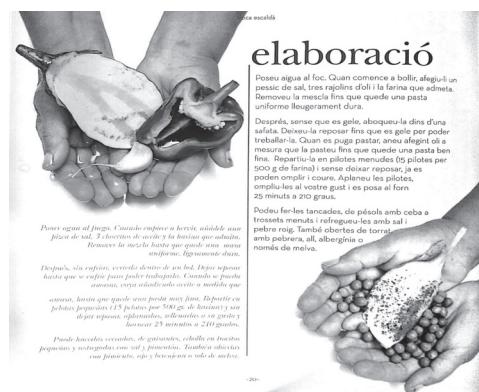 coca escaldà
elaboració
Poseu aigua al foc. Quan comence a bollir, afegiu-li un
pessic de sal, tres rajolins d'oli i la farina que admeta.
Removeu la mescla fins que quede una pasta
uniforme lleugerament dura.
Després, sense que es gele, aboqueu-la dins d'una
safata. Deixeu-la reposar fins que es gele per poder
treballar-la. Quan es puga pastar, aneu afegint oli a
mesura que la pasteu fins que quede una pasta ben
fina. Repartiu-la en pilotes menudes (15 pilotes per
500 g de farina) i sense deixar reposar, ja es
poden omplir i coure. Aplaneu les pilotes,
ompliu-les al vostre gust i es posa al forn
25 minuts a 210 graus.
Podeu fer-les tancades, de pésols amb ceba a
trossets menuts i refregueu-les amb sal i
pebre roig. També obertes de torrat
amb pebrera, all, albergínia o
només de melva.
Poner agua al fuego. Cuando empiece a hervir, añádele una
pizca de sal, 3 chorritos de aceite y la harina que admita.
Remover la mezcla hasta que quede una masa
uniforme, ligeramente dura.
Después, sin enfriar, verterla dentro de un bol. Dejar reposar
hasta que se enfríe para poder trabajarla. Cuando se pueda
amasar, vaya añadiendo aceite a medida que
amasa, hasta que quede una pasta muy fina. Repartir en
pelotas pequeñas (15 pelotas por 500 gr. de harina) y sin
dejar reposar, aplanarlas, rellenarlas a su gusto y
hornear 25 minutos a 210 grados.
Puede hacerlas cerradas, de guisantes, cebolla en trocitos
pequeños y restregadas con sal y pimentón. También abiertas
con pimiento, ajo y berenjena o solo de melva.
-20-